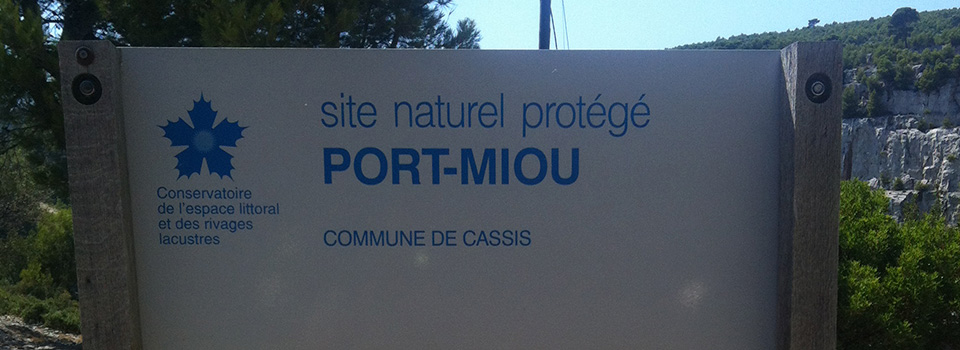 site naturel protégé
PORT-MIOU
Conservatoire
de l'espace littoral
et des rivages
lacustres
COMMUNE DE CASSIS